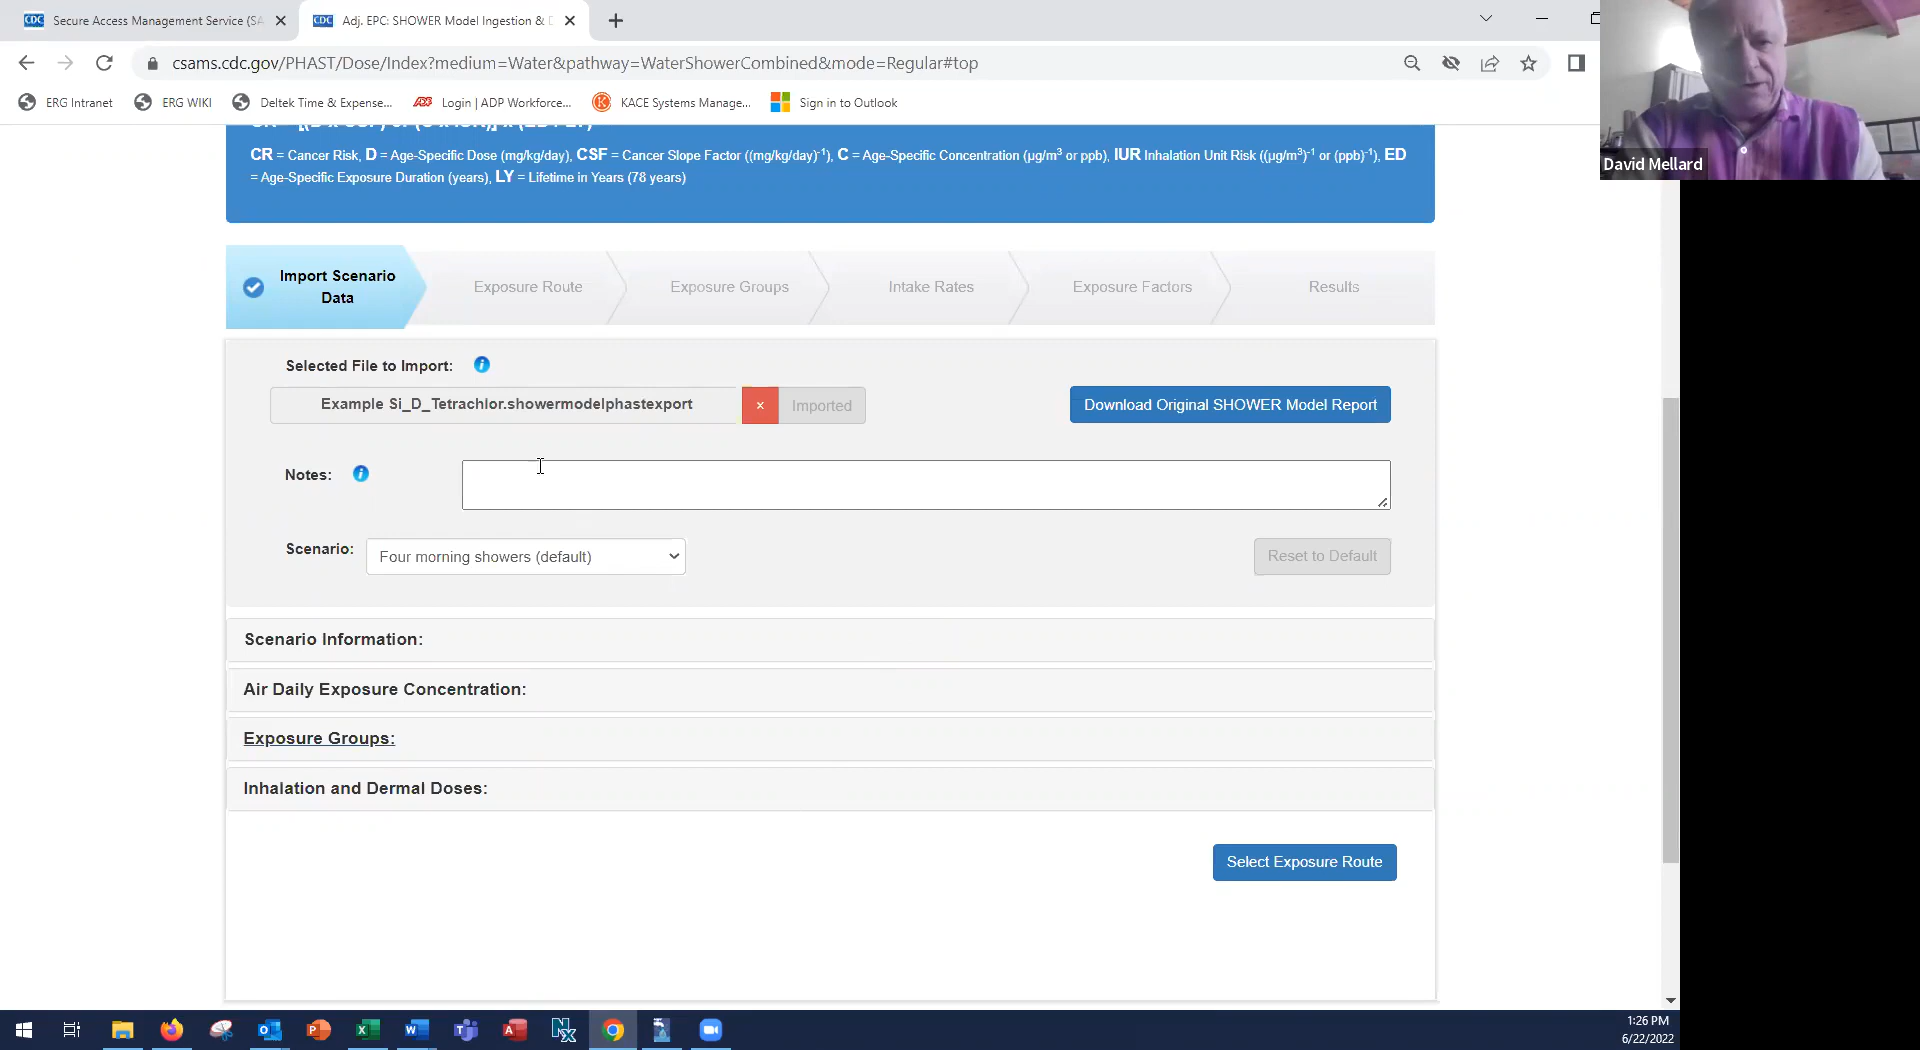 Secure Access Management Service (SA
Adj. EPC: SHOWER Model Ingestion & D
csams.cdc.gov/PHAST/Dose/Index?medium=Water&pathway=WaterShowerCombined&mode=Regular#top
ERG Intranet
ERG WIKI
Deltek Time & Expense...
Login | ADP Workforce...
KACE Systems Manage...
Sign in to Outlook
David Mellard
CR = Cancer Risk, D = Age-Specific Dose (mg/kg/day), CSF = Cancer Slope Factor ((mg/kg/day)-1), C = Age-Specific Concentration (µg/m3 or ppb), IUR Inhalation Unit Risk ((µg/m3)-1 or (ppb)-1), ED
= Age-Specific Exposure Duration (years), LY = Lifetime in Years (78 years)
Import Scenario
Data
Exposure Route
Exposure Groups
Intake Rates
Exposure Factors
Results
Selected File to Import:
Example Si_D_Tetrachlor.showermodelphastexport
×
Imported
Download Original SHOWER Model Report
Notes:
Scenario:
Four morning showers (default)
Reset to Default
Scenario Information:
Air Daily Exposure Concentration:
Exposure Groups:
Inhalation and Dermal Doses:
Select Exposure Route
1:26 PM
6/22/2022